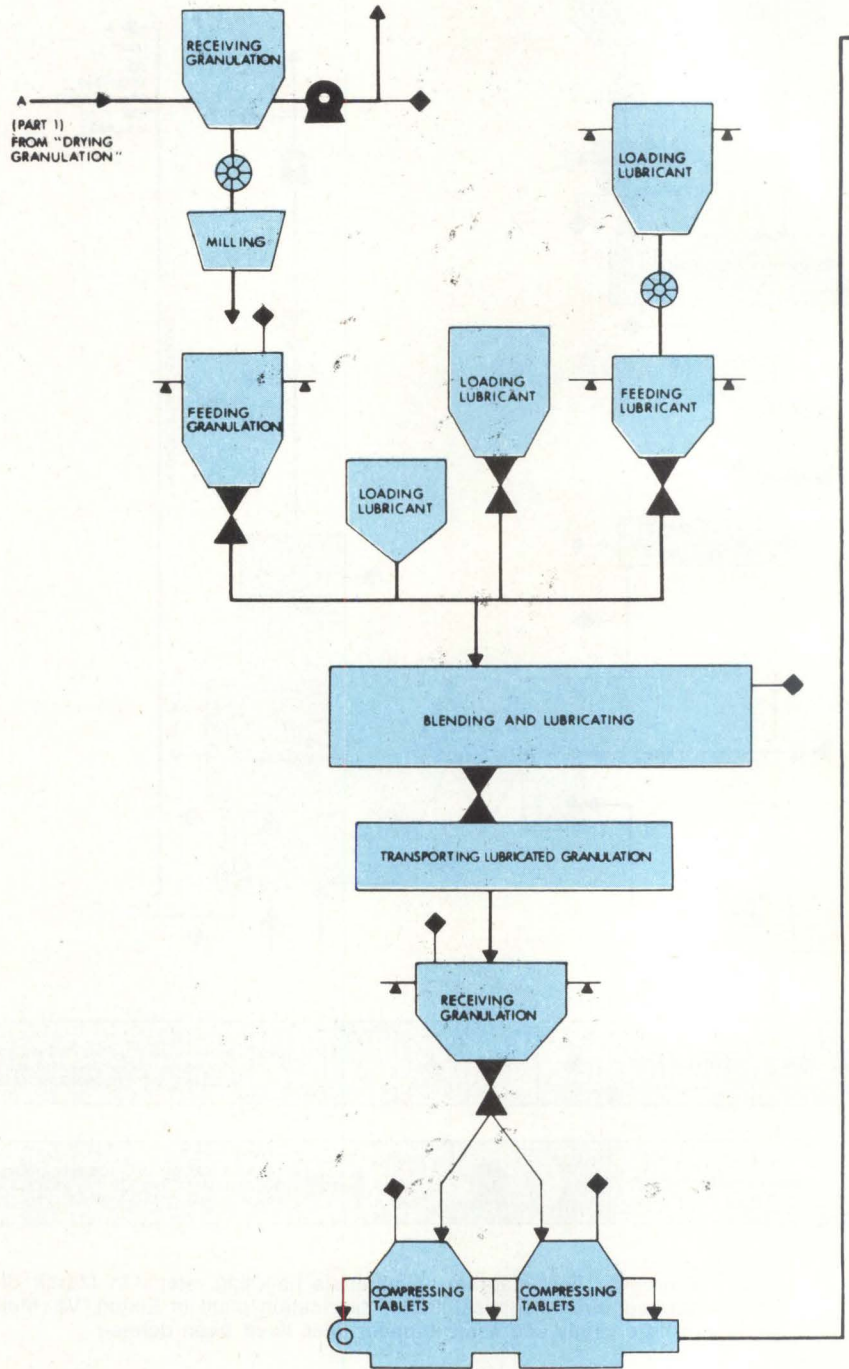 RECEIVING
GRANULATION
A
(PART 1)
FROM "DRYING
GRANULATION"
MILLING
LOADING
LUBRICANT
FEEDING
GRANULATION
LOADING
LUBRICANT
FEEDING
LUBRICANT
LOADING
LUBRICANT
BLENDING AND LUBRICATING
TRANSPORTING LUBRICATED GRANULATION
RECEIVING
GRANULATION
COMPRESSING
TABLETS
COMPRESSING
TABLETS